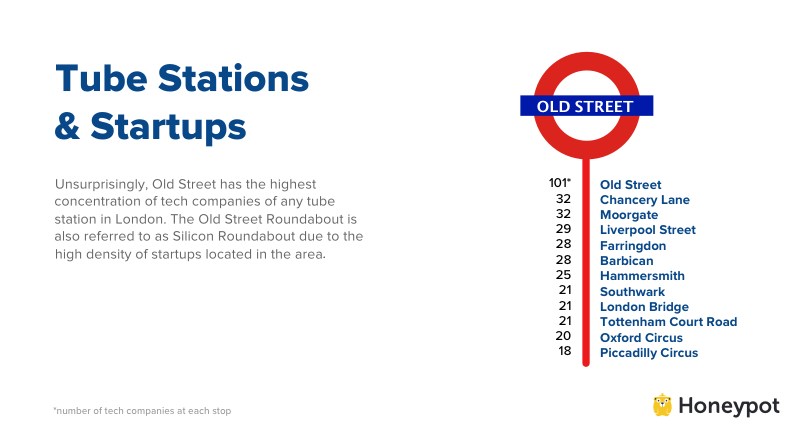 Tube Stations
& Startups
Unsurprisingly, Old Street has the highest
concentration of tech companies of any tube
station in London. The Old Street Roundabout is
also referred to as Silicon Roundabout due to the
high density of startups located in the area.
OLD STREET
101* Old Street
32 Chancery Lane
32 Moorgate
29 Liverpool Street
28 Farringdon
28 Barbican
25 Hammersmith
21 Southwark
21 London Bridge
21 Tottenham Court Road
20 Oxford Circus
18 Piccadilly Circus
*number of tech companies at each stop
Honeypot